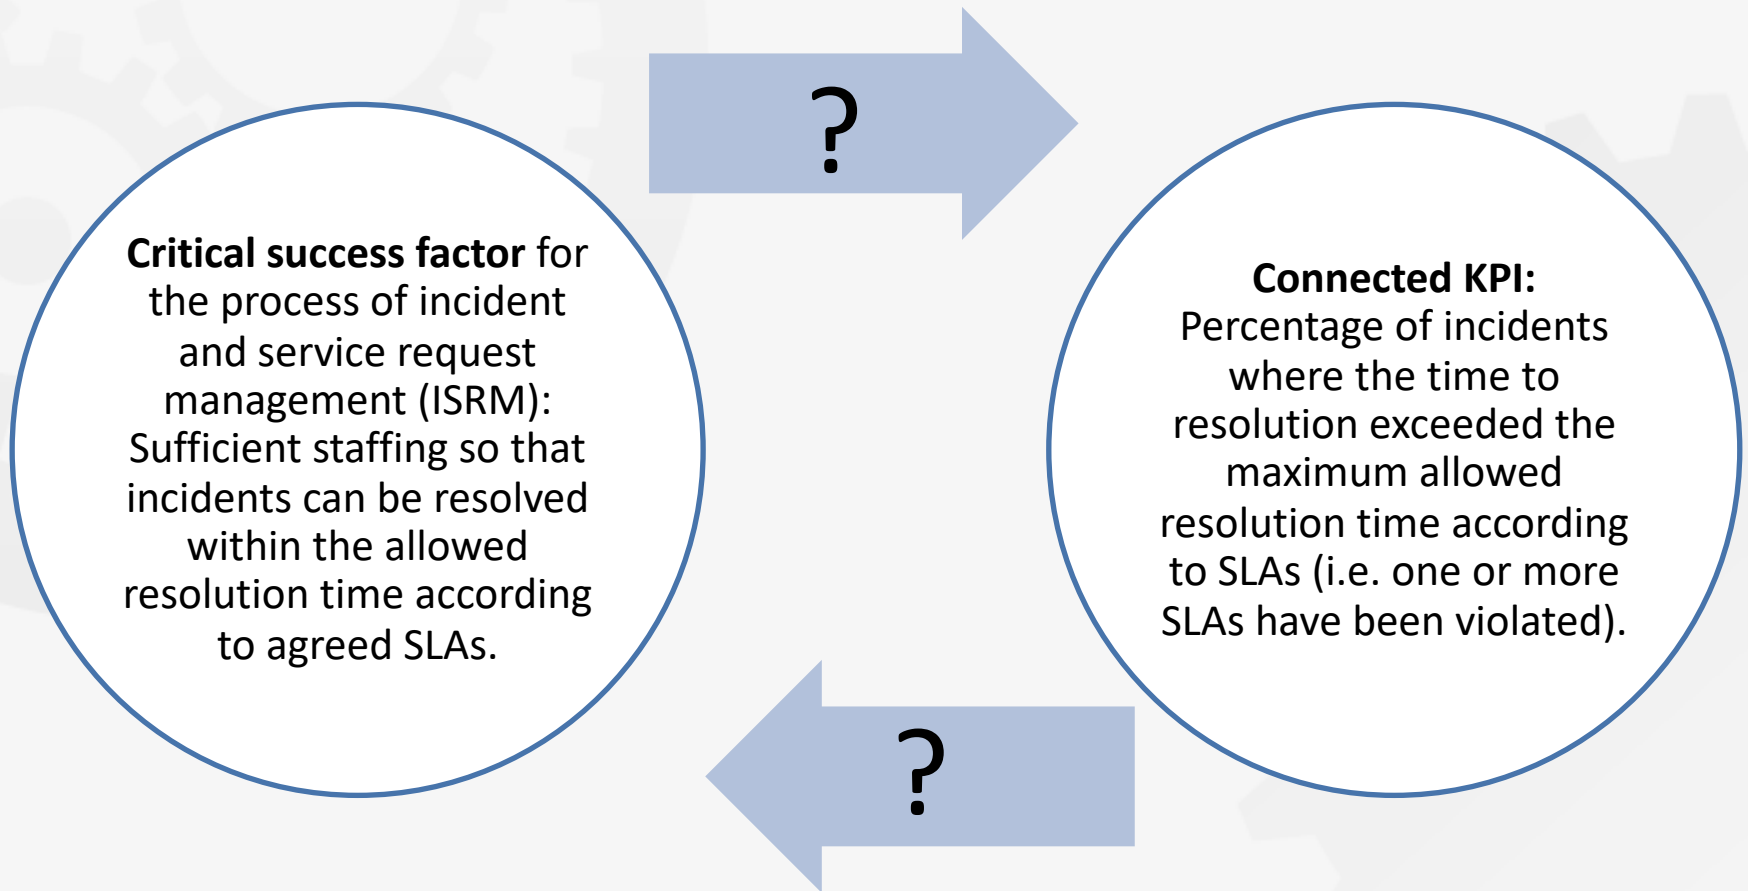 ?
Critical success factor for
the process of incident
and service request
management (ISRM):
Sufficient staffing so that
incidents can be resolved
within the allowed
resolution time according
to agreed SLAs.
Connected KPI:
Percentage of incidents
where the time to
resolution exceeded the
maximum allowed
resolution time according
to SLAs (i.e. one or more
SLAs have been violated).
?